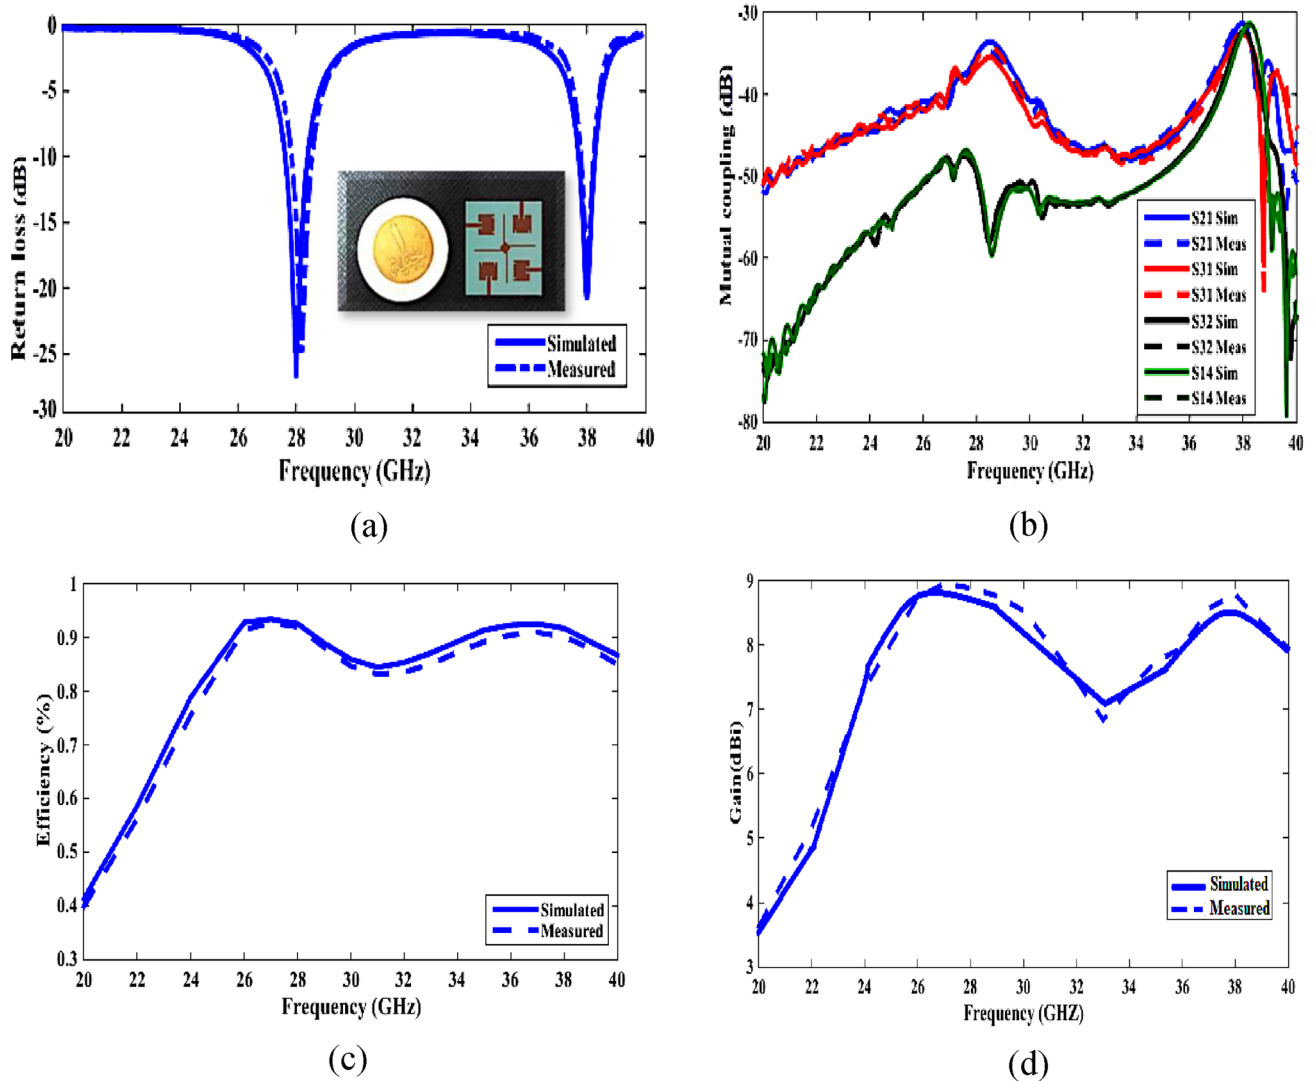 0
-5
-10
-15
-20
-25
-30
Return loss (dB)
Simulated
Measured
20 22 24 26 28 30 32 34 36 38 40
Frequency (GHz)
(a)
-30
-40
-50
-60
-70
-80
Mutual coupling (dB)
S21 Sim
S21 Meas
S31 Sim
S31 Meas
S32 Sim
S32 Meas
S14 Sim
S14 Meas
20 22 24 26 28 30 32 34 36 38 40
Frequency (GHz)
(b)
1
0.9
0.8
0.7
0.6
0.5
0.4
0.3
Efficiency (%)
Simulated
Measured
20 22 24 26 28 30 32 34 36 38 40
Frequency (GHz)
(c)
9
8
7
6
5
4
3
Gain(dBi)
Simulated
Measured
20 22 24 26 28 30 32 34 36 38 40
Frequency (GHZ)
(d)